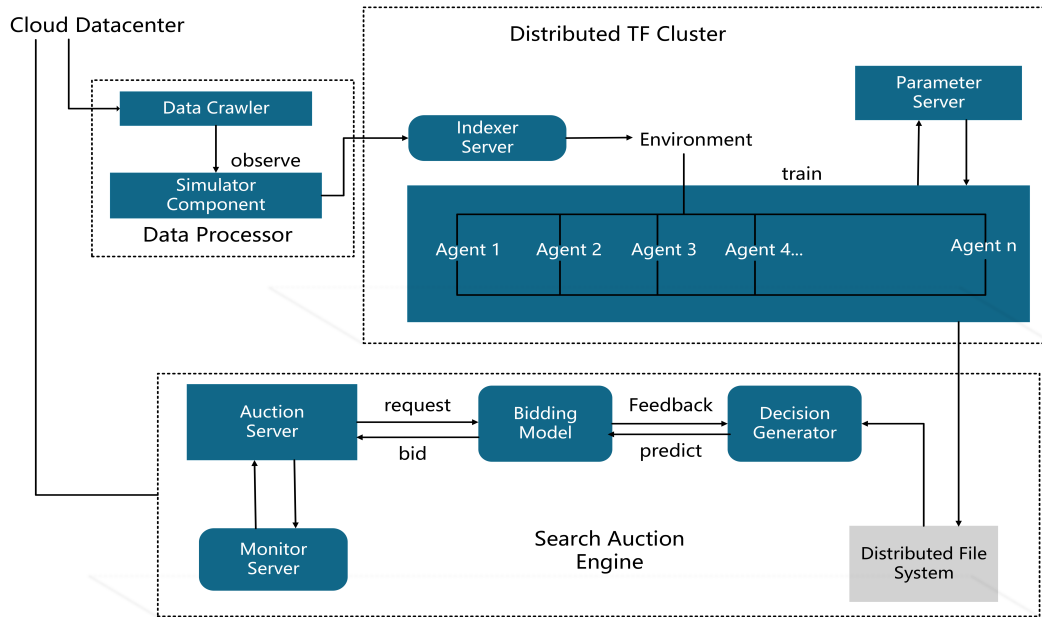 Cloud Datacenter
Data Crawler
observe
Simulator
Component
Data Processor
Distributed TF Cluster
Indexer
Server
Environment
Parameter
Server
train
Agent 1
Agent 2
Agent 3
Agent 4...
Agent n
Auction
Server
request
bid
Bidding
Model
Feedback
predict
Decision
Generator
Monitor
Server
Search Auction
Engine
Distributed File
System